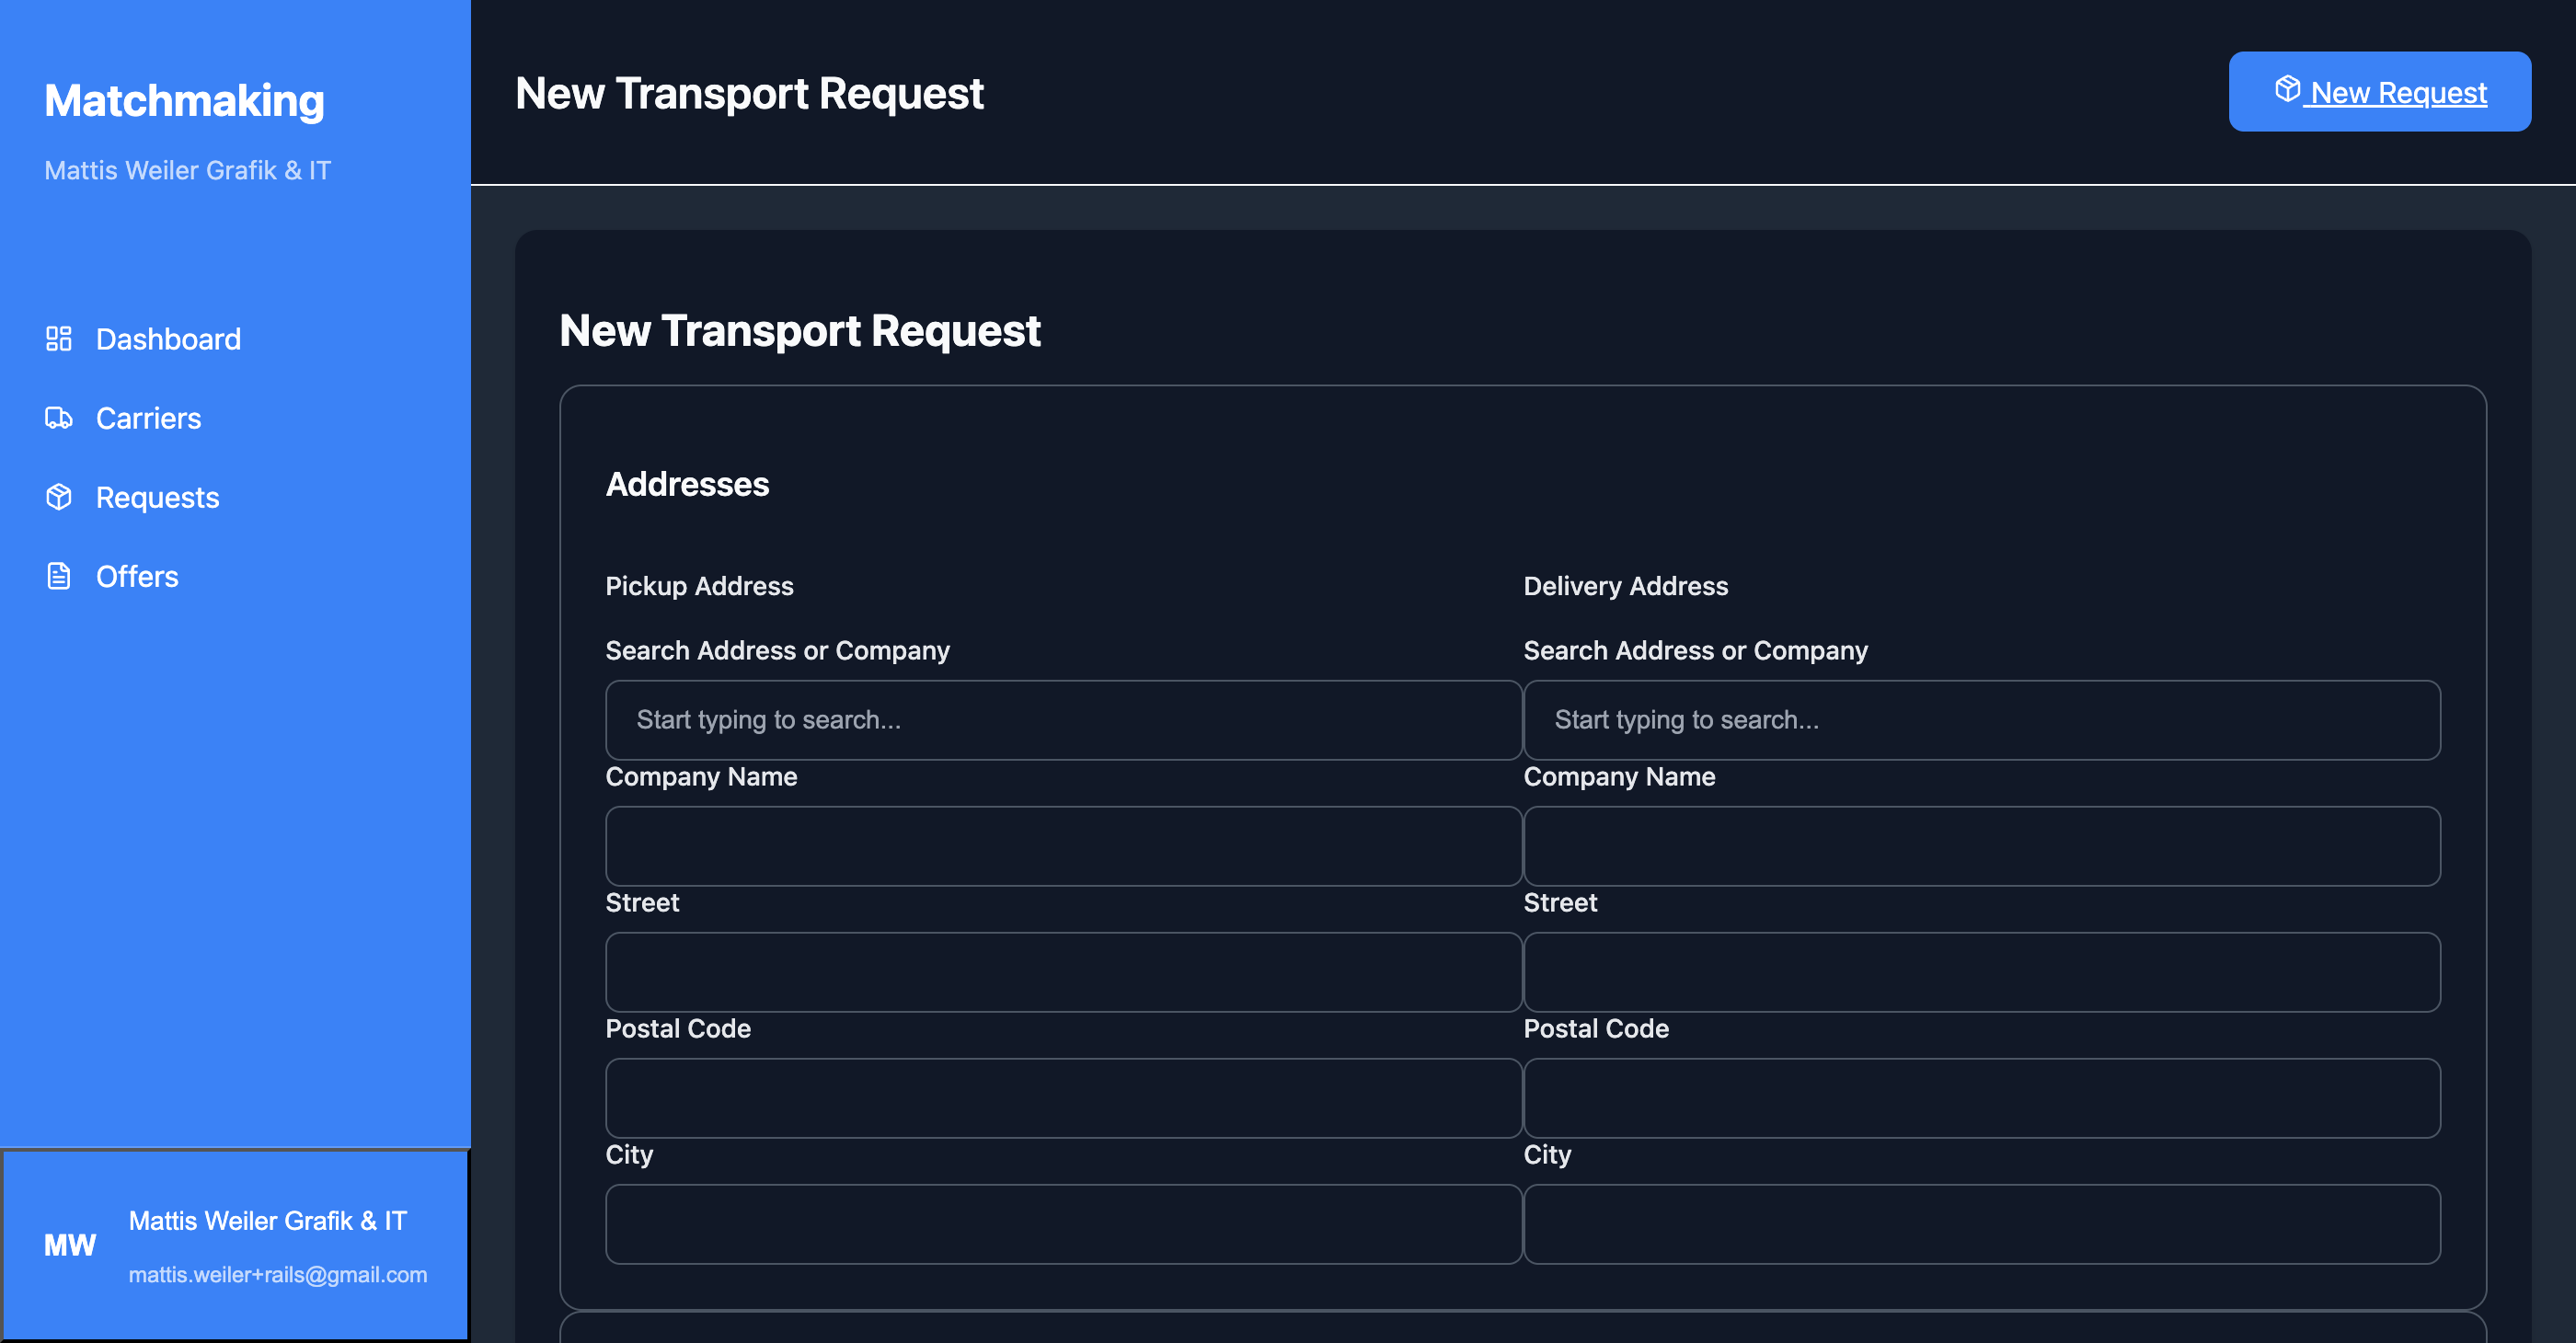 Matchmaking
Mattis Weiler Grafik & IT
Dashboard
Carriers
Requests
Offers
MW
Mattis Weiler Grafik & IT
mattis.weiler+rails@gmail.com
New Transport Request
New Request
New Transport Request
Addresses
Pickup Address
Search Address or Company
Start typing to search...
Company Name
Street
Postal Code
City
Delivery Address
Search Address or Company
Start typing to search...
Company Name
Street
Postal Code
City